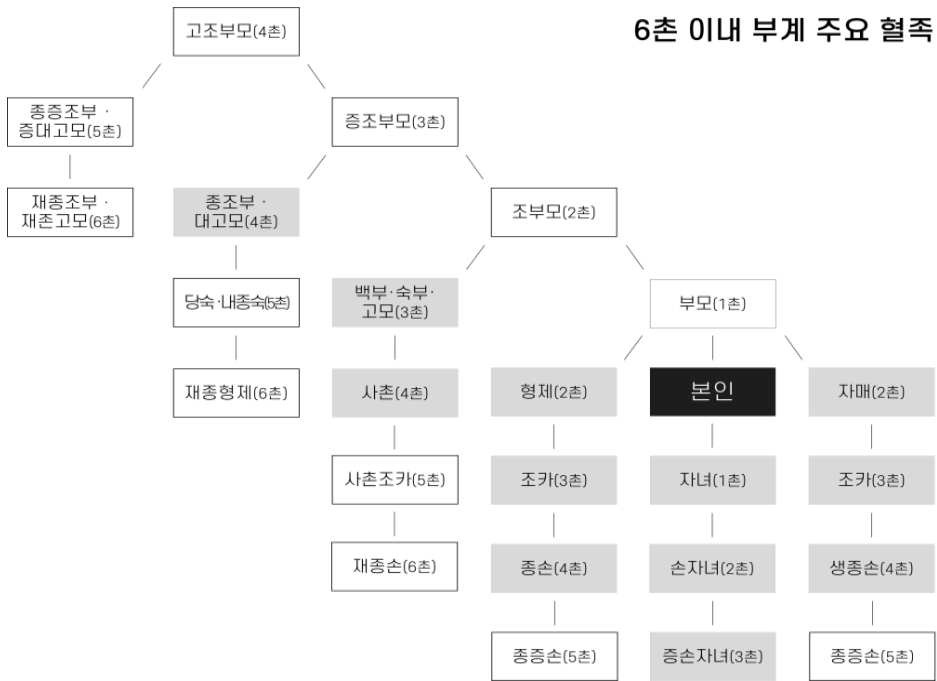 6촌 이내 부계 주요 혈족
고조부모(4촌)
종증조부 ·
증대고모(5촌)
증조부모(3촌)
재종조부 ·
재존고모(6촌)
종조부 ·
대고모(4촌)
조부모(2촌)
당숙·내종숙(5촌)
백부·숙부·
고모(3촌)
부모(1촌)
재종형제(6촌)
사촌(4촌)
형제(2촌)
본인
자매(2촌)
사촌조카(5촌)
조카(3촌)
자녀(1촌)
조카(3촌)
재종손(6촌)
종손(4촌)
손자녀(2촌)
생종손(4촌)
종증손(5촌)
증손자녀(3촌)
종증손(5촌)